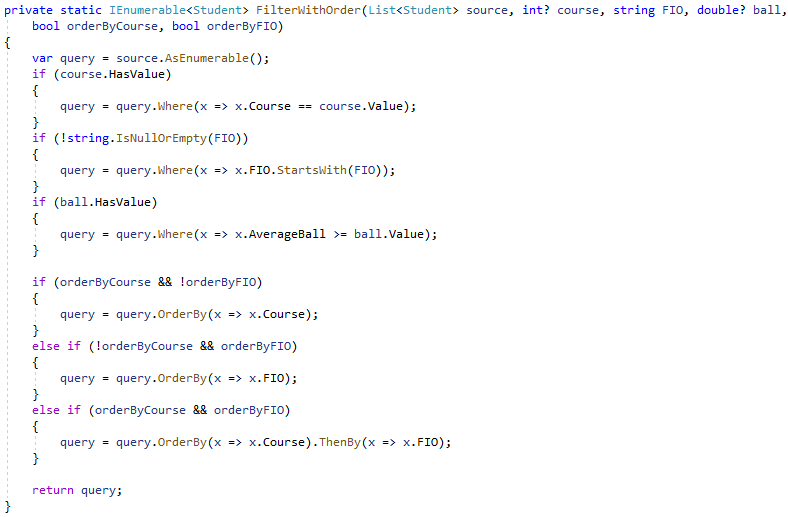 private static IEnumerable<Student> FilterWithOrder(List<Student> source, int? course, string FIO, double? ball,
    bool orderByCourse, bool orderByFIO)
{
    var query = source.AsEnumerable();
    if (course.HasValue)
    {
        query = query.Where(x => x.Course == course.Value);
    }
    if (!string.IsNullOrEmpty(FIO))
    {
        query = query.Where(x => x.FIO.StartsWith(FIO));
    }
    if (ball.HasValue)
    {
        query = query.Where(x => x.AverageBall >= ball.Value);
    }

    if (orderByCourse && !orderByFIO)
    {
        query = query.OrderBy(x => x.Course);
    }
    else if (!orderByCourse && orderByFIO)
    {
        query = query.OrderBy(x => x.FIO);
    }
    else if (orderByCourse && orderByFIO)
    {
        query = query.OrderBy(x => x.Course).ThenBy(x => x.FIO);
    }

    return query;
}